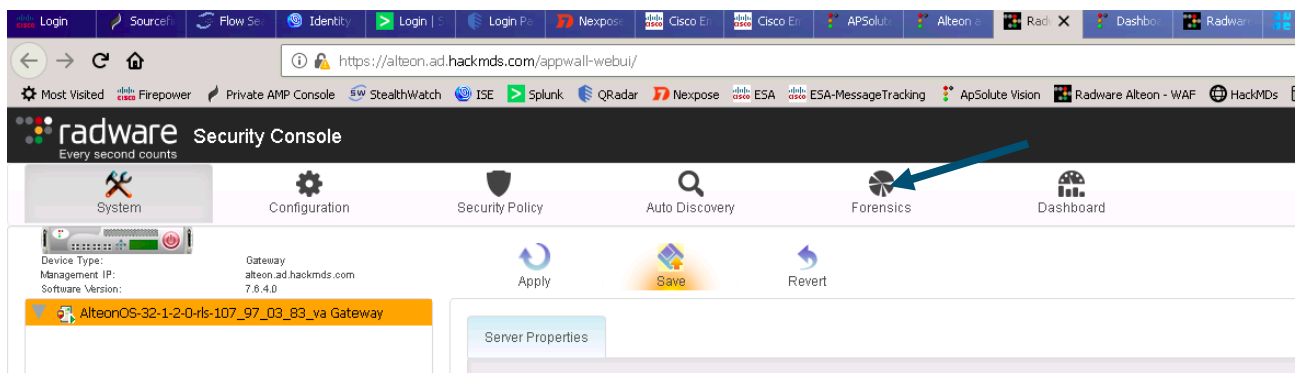 Login Sourcefi Flow Sea Identity Login | S Login Pa Nexpose Cisco Em Cisco Em APSolute Alteon a Rad Dashboa Radware
https://alteon.ad.hackmds.com/appwall-webui/
Most Visited Firepower Private AMP Console StealthWatch ISE Splunk QRadar Nexpose ESA ESA-MessageTracking ApSolute Vision Radware Alteon - WAF HackMDs
radware Security Console
Every second counts
System Configuration Security Policy Auto Discovery Forensics Dashboard
Device Type: Gateway
Management IP: alteon.ad.hackmds.com
Software Version: 7.6.4.0
Apply Save Revert
AlteonOS-32-1-2-0-rls-107_97_03_83_va Gateway
Server Properties